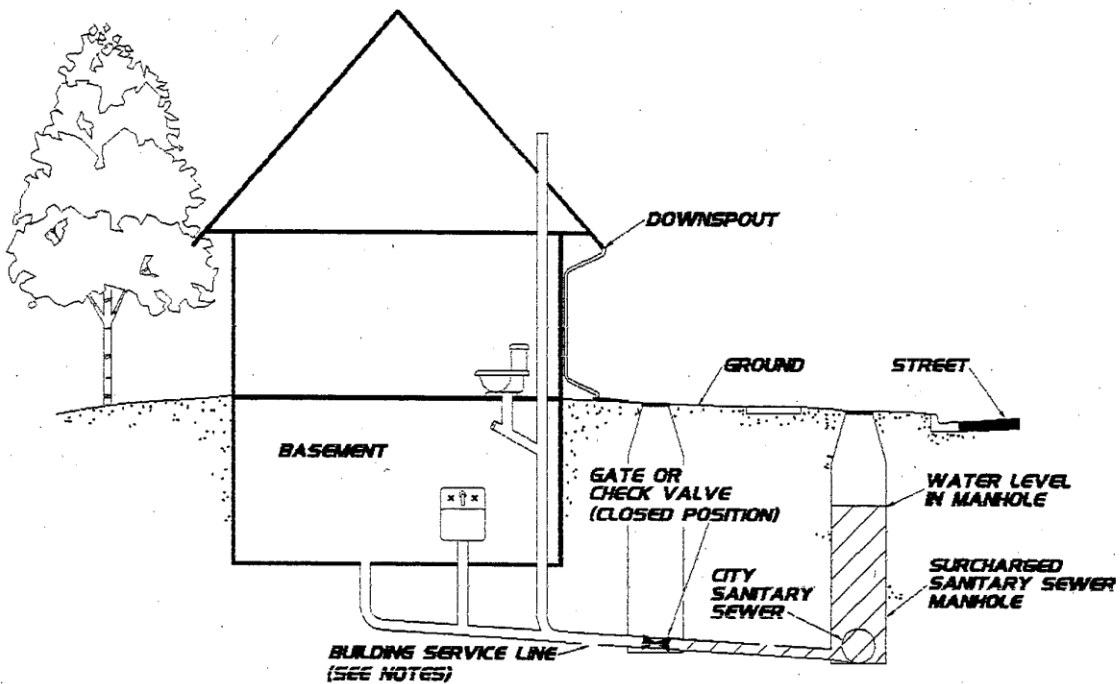 DOWNSPOUT
GROUND
STREET
BASEMENT
GATE OR
CHECK VALVE
(CLOSED POSITION)
WATER LEVEL
IN MANHOLE
CITY
SANITARY
SEWER
SURCHARGED
SANITARY SEWER
MANHOLE
BUILDING SERVICE LINE
(SEE NOTES)